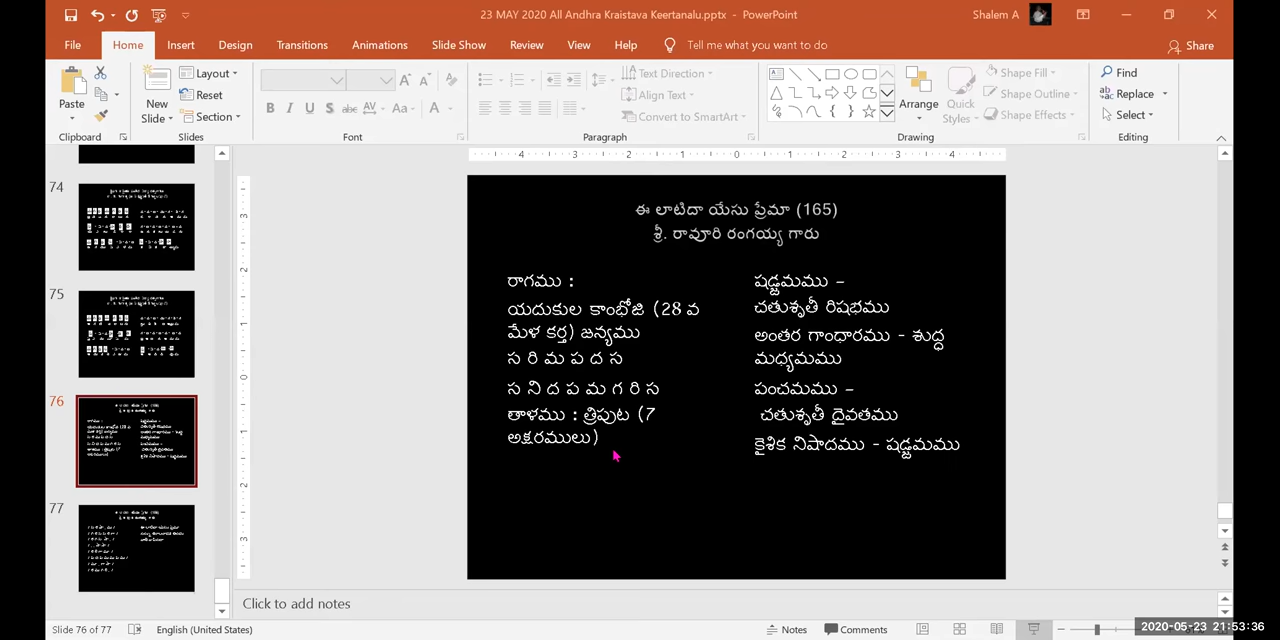 23 MAY 2020 All Andhra Kraistava Keertanalu.pptx - PowerPoint
Shalem A
File Home Insert Design Transitions Animations Slide Show Review View Help Tell me what you want to do Share
Paste
Clipboard
New Slide
Layout
Reset
Section
Slides
Font
Text Direction
Align Text
Convert to SmartArt
Paragraph
Arrange
Quick Styles
Shape Fill
Shape Outline
Shape Effects
Drawing
Find
Replace
Select
Editing
74
75
76
77
ఈ లాటిదా యేసు ప్రేమా (165)
శ్రీ. రావూరి రంగయ్య గారు
రాగము :
యదుకుల కాంభోజి (28 వ
మేళ కర్త) జన్యము
స రి మ ప ద స
స ని ద ప మ గ రి స
తాళము : త్రిపుట (7
అక్షరములు)
షడ్జమము –
చతుశృతీ రిషభము
అంతర గాంధారము - శుద్ధ
మధ్యమము
పంచమము –
చతుశృతీ దైవతము
కైశిక నిషాదము - షడ్జమము
Click to add notes
Slide 76 of 77
English (United States)
Notes
Comments
2020-05-23 21:53:36